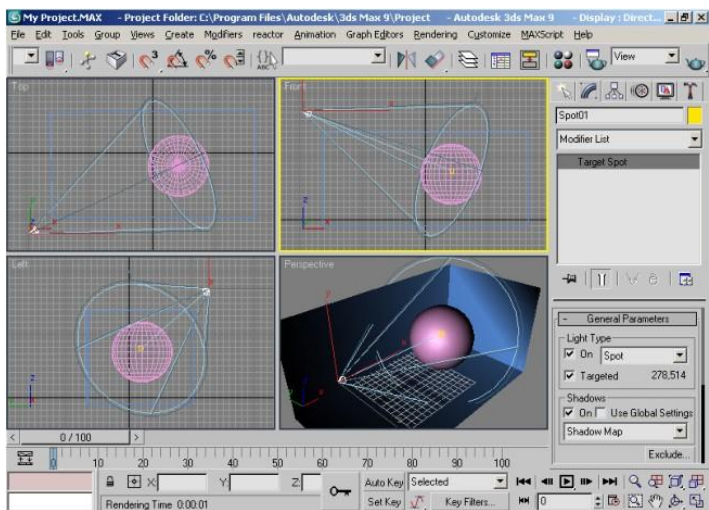 My Project.MAX - Project Folder: C:\Program Files\Autodesk\3ds Max 9\Project - Autodesk 3ds Max 9 - Display : Direct...
File Edit Tools Group Views Create Modifiers reactor Animation Graph Editors Rendering Customize MAXScript Help
3 % ABC View
Top
Front
Left
Perspective
z x
z x
z
y x
Spot01
Modifier List
Target Spot
- General Parameters
Light Type
On Spot
Targeted 278,514
Shadows
On Use Global Settings
Shadow Map
Exclude...
< 0 / 100 >
0 10 20 30 40 50 60 70 80 90 100
X: Y: Z: Auto Key Selected
Rendering Time 0:00:01 Set Key Key Filters... 0